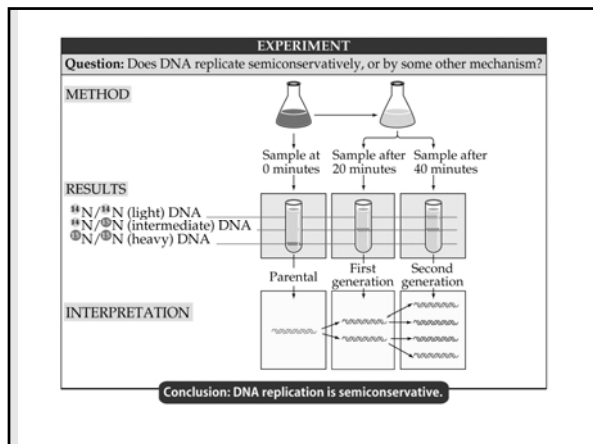 EXPERIMENT
Question: Does DNA replicate semiconservatively, or by some other mechanism?
METHOD
Sample at
0 minutes
Sample after
20 minutes
Sample after
40 minutes
RESULTS
14N/14N (light) DNA
14N/15N (intermediate) DNA
15N/15N (heavy) DNA
Parental
First
generation
Second
generation
INTERPRETATION
Conclusion: DNA replication is semiconservative.